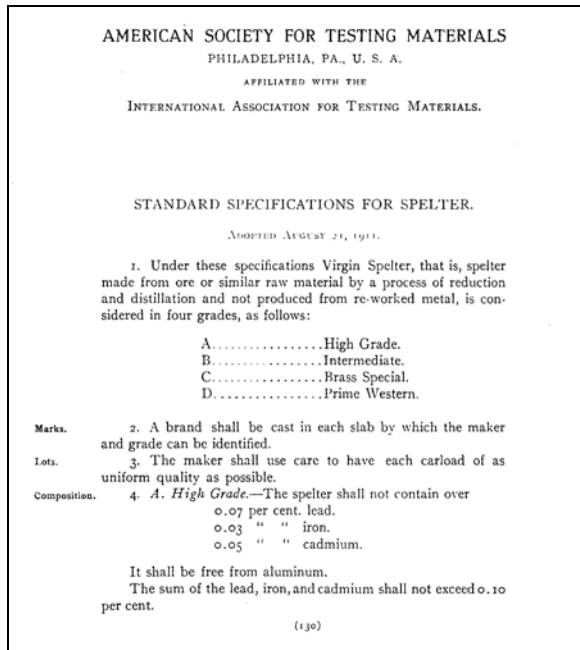 AMERICAN SOCIETY FOR TESTING MATERIALS
PHILADELPHIA, PA., U. S. A.
AFFILIATED WITH THE
INTERNATIONAL ASSOCIATION FOR TESTING MATERIALS.
STANDARD SPECIFICATIONS FOR SPELTER.
ADOPTED AUGUST 21, 1911.
1. Under these specifications Virgin Spelter, that is, spelter
made from ore or similar raw material by a process of reduction
and distillation and not produced from re-worked metal, is con-
sidered in four grades, as follows:
A.................High Grade.
B.................Intermediate.
C.................Brass Special.
D.................Prime Western.
Marks. 2. A brand shall be cast in each slab by which the maker
and grade can be identified.
Lots. 3. The maker shall use care to have each carload of as
uniform quality as possible.
Composition. 4. A. High Grade.—The spelter shall not contain over
0.07 per cent. lead.
0.03 “ “ iron.
0.05 “ “ cadmium.
It shall be free from aluminum.
The sum of the lead, iron, and cadmium shall not exceed 0.10
per cent.
(130)